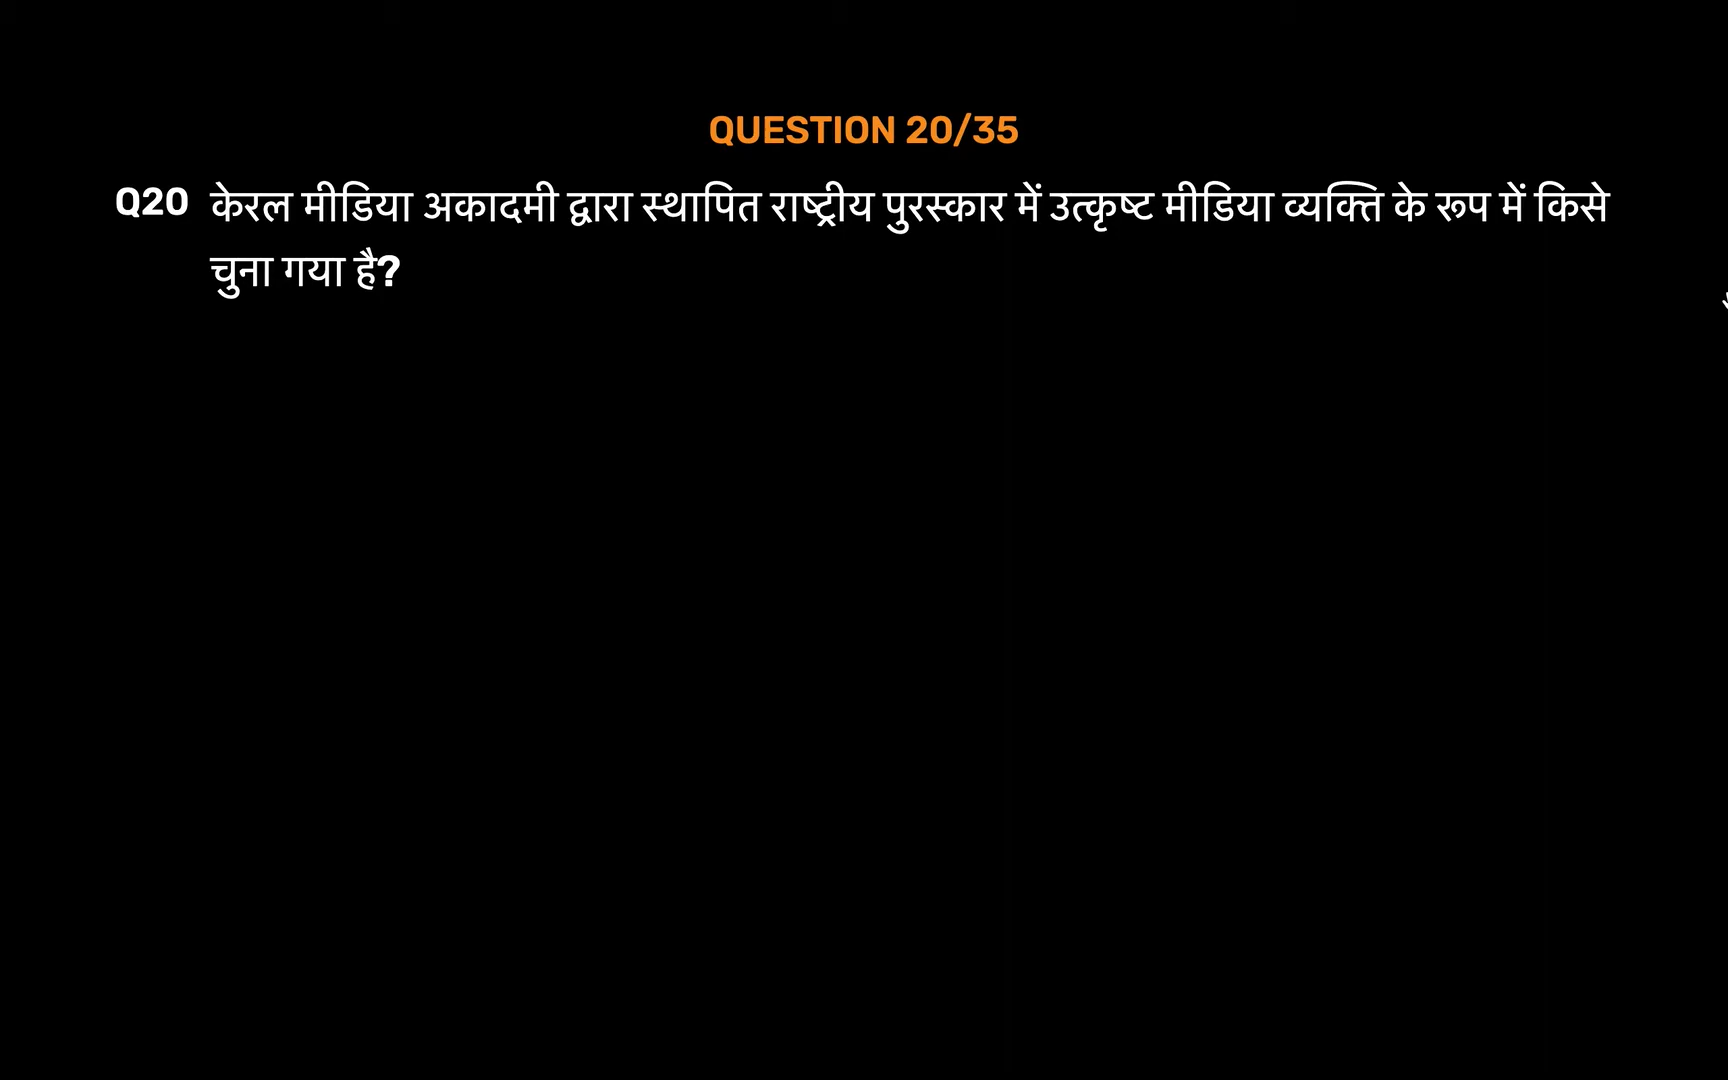 QUESTION 20/35
Q20 केरल मीडिया अकादमी द्वारा स्थापित राष्ट्रीय पुरस्कार में उत्कृष्ट मीडिया व्यक्ति के रूप में किसे
चुना गया है?